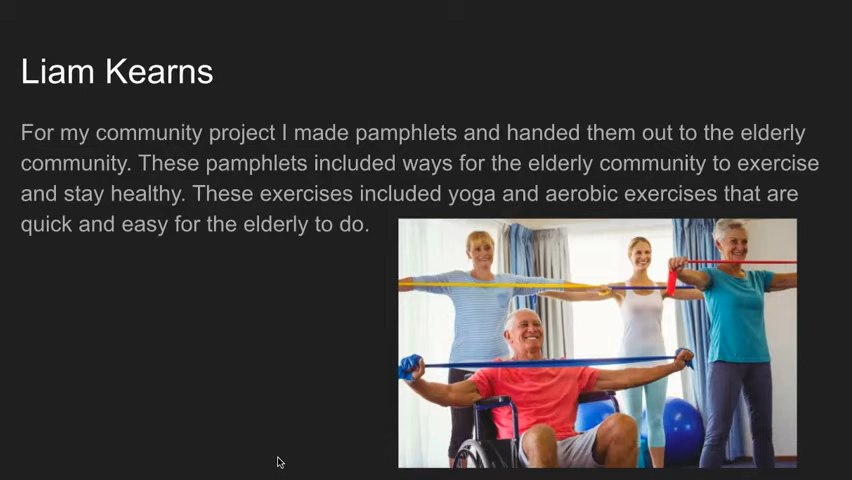 Liam Kearns
For my community project I made pamphlets and handed them out to the elderly
community. These pamphlets included ways for the elderly community to exercise
and stay healthy. These exercises included yoga and aerobic exercises that are
quick and easy for the elderly to do.